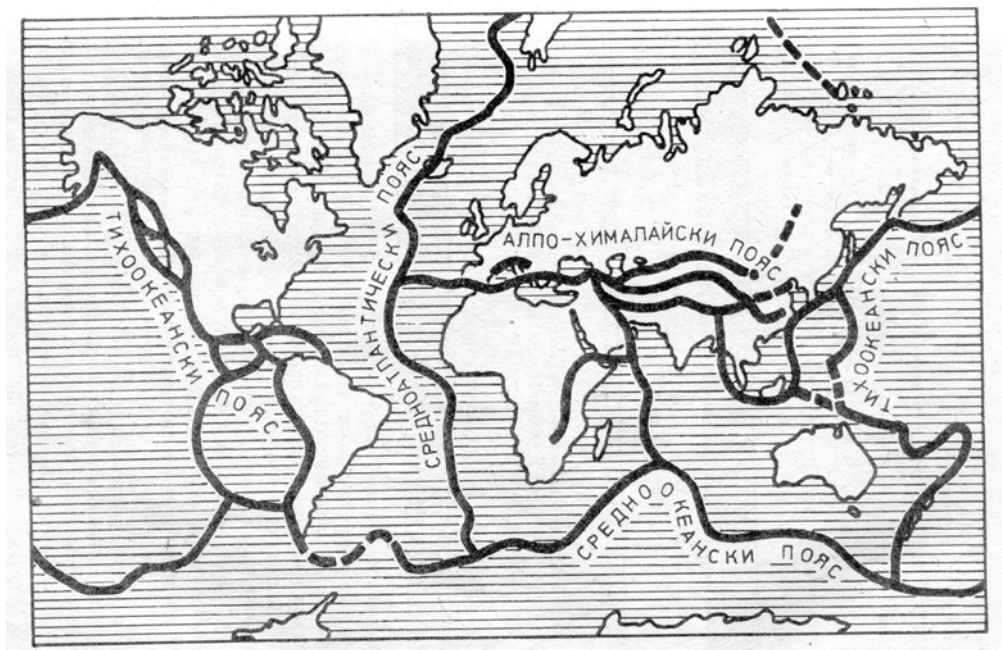 ТИХООКЕАНСКИ ПОЯС
СРЕДНОАТЛАНТИЧЕСКИ ПОЯС
АЛПО-ХИМАЛАЙСКИ ПОЯС
ТИХООКЕАНСКИ ПОЯС
СРЕДНООКЕАНСКИ ПОЯС